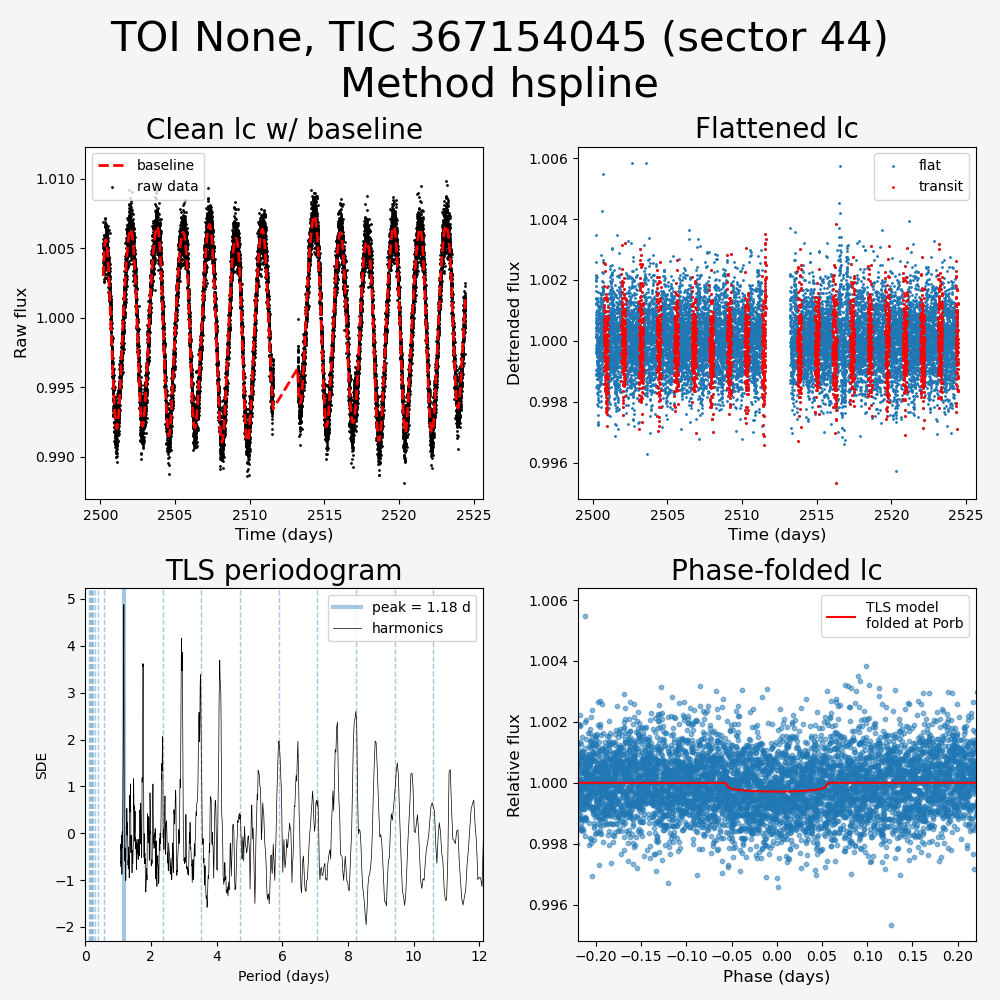 TOI None, TIC 367154045 (sector 44)
Method hspline
Clean lc w/ baseline
baseline
raw data
1.010
1.005
1.000
0.995
0.990
Raw flux
2500 2505 2510 2515 2520 2525
Time (days)
Flattened lc
flat
transit
1.006
1.004
1.002
1.000
0.998
0.996
Detrended flux
2500 2505 2510 2515 2520 2525
Time (days)
TLS periodogram
peak = 1.18 d
harmonics
5
4
3
2
1
0
−1
−2
SDE
0 2 4 6 8 10 12
Period (days)
Phase-folded lc
TLS model
folded at Porb
1.006
1.004
1.002
1.000
0.998
0.996
Relative flux
−0.20 −0.15 −0.10 −0.05 0.00 0.05 0.10 0.15 0.20
Phase (days)